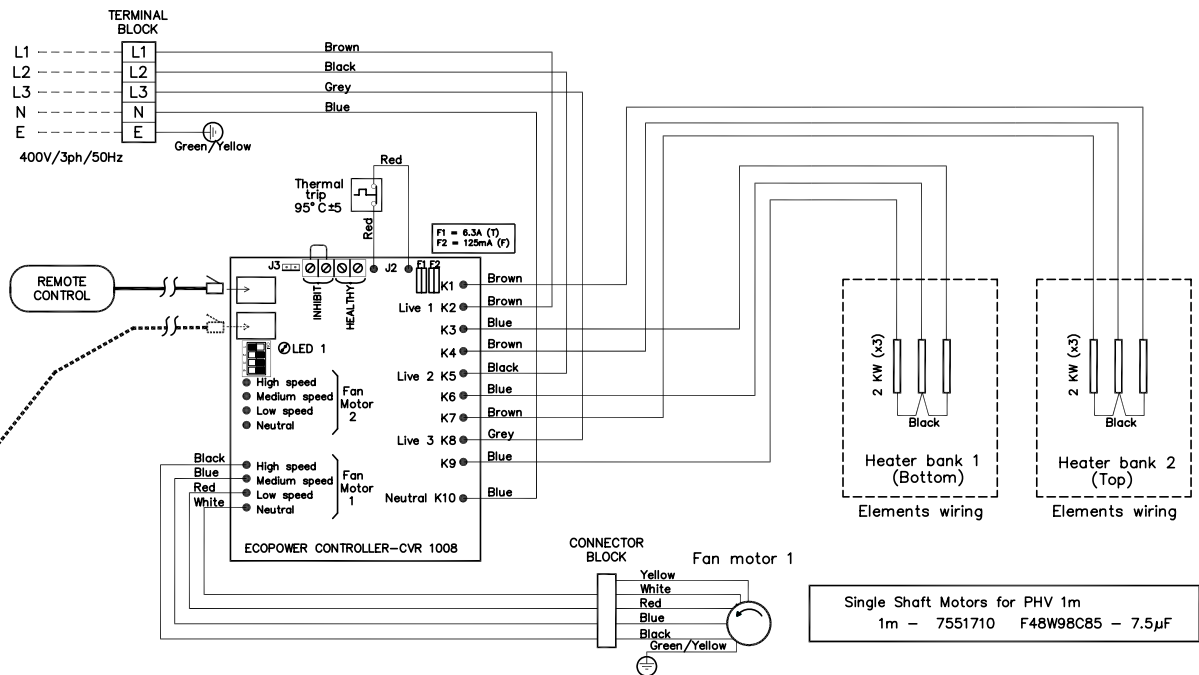 TERMINAL
BLOCK
L1 L1 Brown
L2 L2 Black
L3 L3 Grey
N N Blue
E E
Green/Yellow
400V/3ph/50Hz
Red
Thermal
trip
95°C±5
Red
F1 = 6.3A (T)
F2 = 125mA (F)
REMOTE
CONTROL
J3
J2
F1 F2
INHIBIT
HEALTHY
LED 1
K1 Brown
Live 1 K2 Brown
K3 Blue
K4 Brown
Live 2 K5 Black
K6 Blue
K7 Brown
Live 3 K8 Grey
K9 Blue
Neutral K10 Blue
High speed
Medium speed
Low speed
Neutral
Fan
Motor
2
Black
Blue
Red
White
High speed
Medium speed
Low speed
Neutral
Fan
Motor
1
ECOPOWER CONTROLLER-CVR 1008
2 KW (x3)
Black
Heater bank 1
(Bottom)
Elements wiring
2 KW (x3)
Black
Heater bank 2
(Top)
Elements wiring
CONNECTOR
BLOCK
Fan motor 1
Yellow
White
Red
Blue
Black
Green/Yellow
Single Shaft Motors for PHV 1m
1m - 7551710 F48W98C85 - 7.5µF